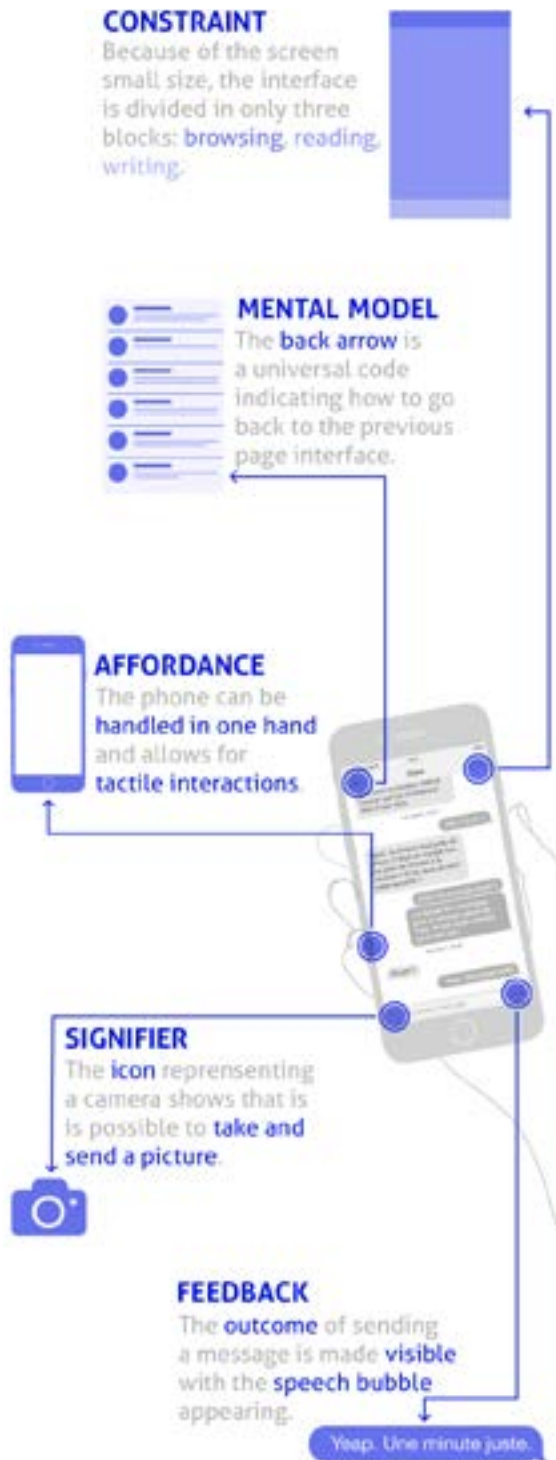 CONSTRAINT
Because of the screen
small size, the interface
is divided in only three
blocks: browsing, reading,
writing.
MENTAL MODEL
The back arrow is
a universal code
indicating how to go
back to the previous
page interface.
AFFORDANCE
The phone can be
handled in one hand
and allows for
tactile interactions.
SIGNIFIER
The icon reprensenting
a camera shows that is
is possible to take and
send a picture.
FEEDBACK
The outcome of sending
a message is made visible
with the speech bubble
appearing.
Yeap. Une minute juste.